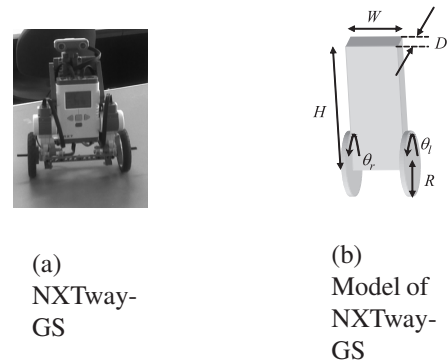 W
D
H
θl
θr
R
(a)
NXTway-
GS
(b)
Model of
NXTway-
GS